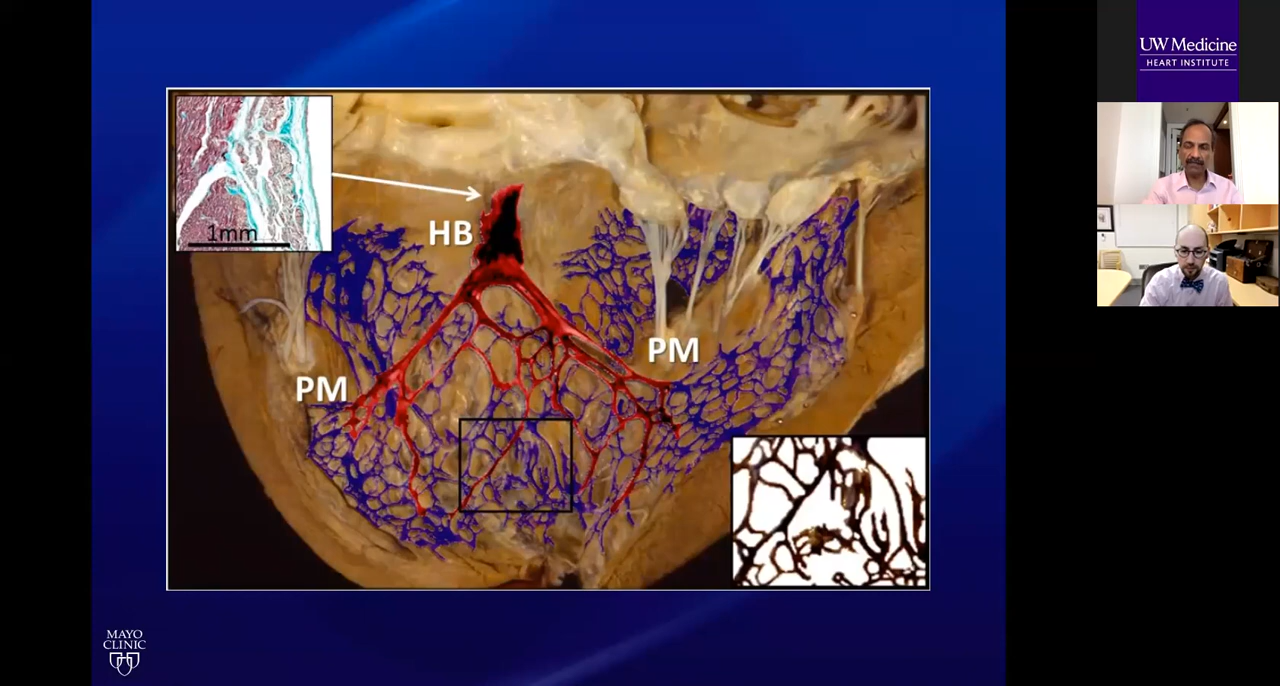 1mm
HB
PM
PM
MAYO
CLINIC
UW Medicine
HEART INSTITUTE